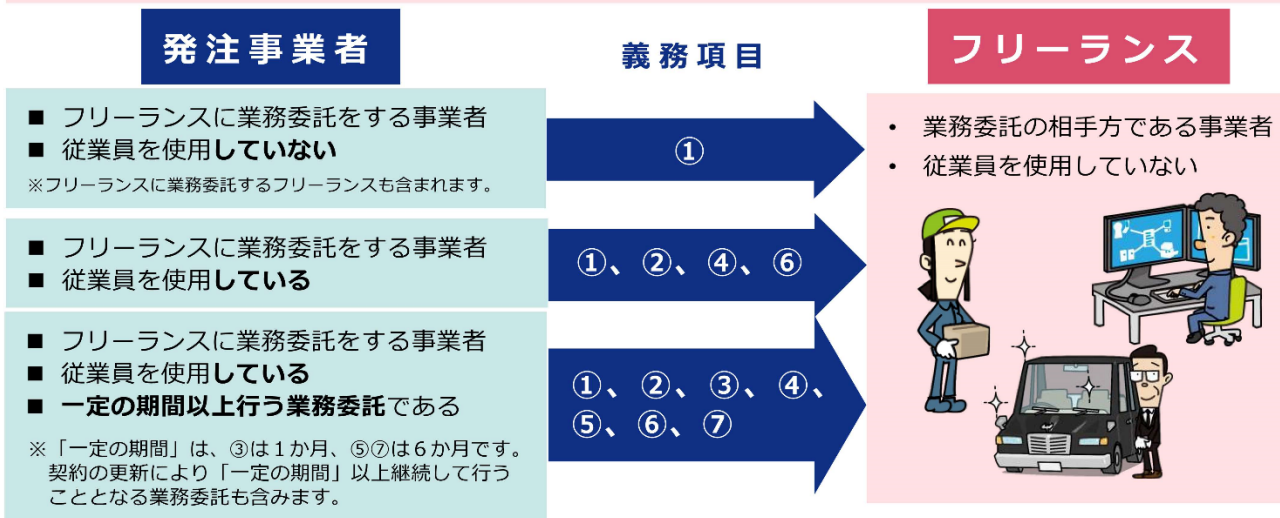 発注事業者
義務項目
フリーランス
■ フリーランスに業務委託をする事業者
■ 従業員を使用していない
※フリーランスに業務委託するフリーランスも含まれます。
①
■ フリーランスに業務委託をする事業者
■ 従業員を使用している
①、②、④、⑥
■ フリーランスに業務委託をする事業者
■ 従業員を使用している
■ 一定の期間以上行う業務委託である
※「一定の期間」は、③は１か月、⑤⑦は６か月です。
契約の更新により「一定の期間」以上継続して行う
こととなる業務委託も含みます。
①、②、③、④、
⑤、⑥、⑦
• 業務委託の相手方である事業者
• 従業員を使用していない